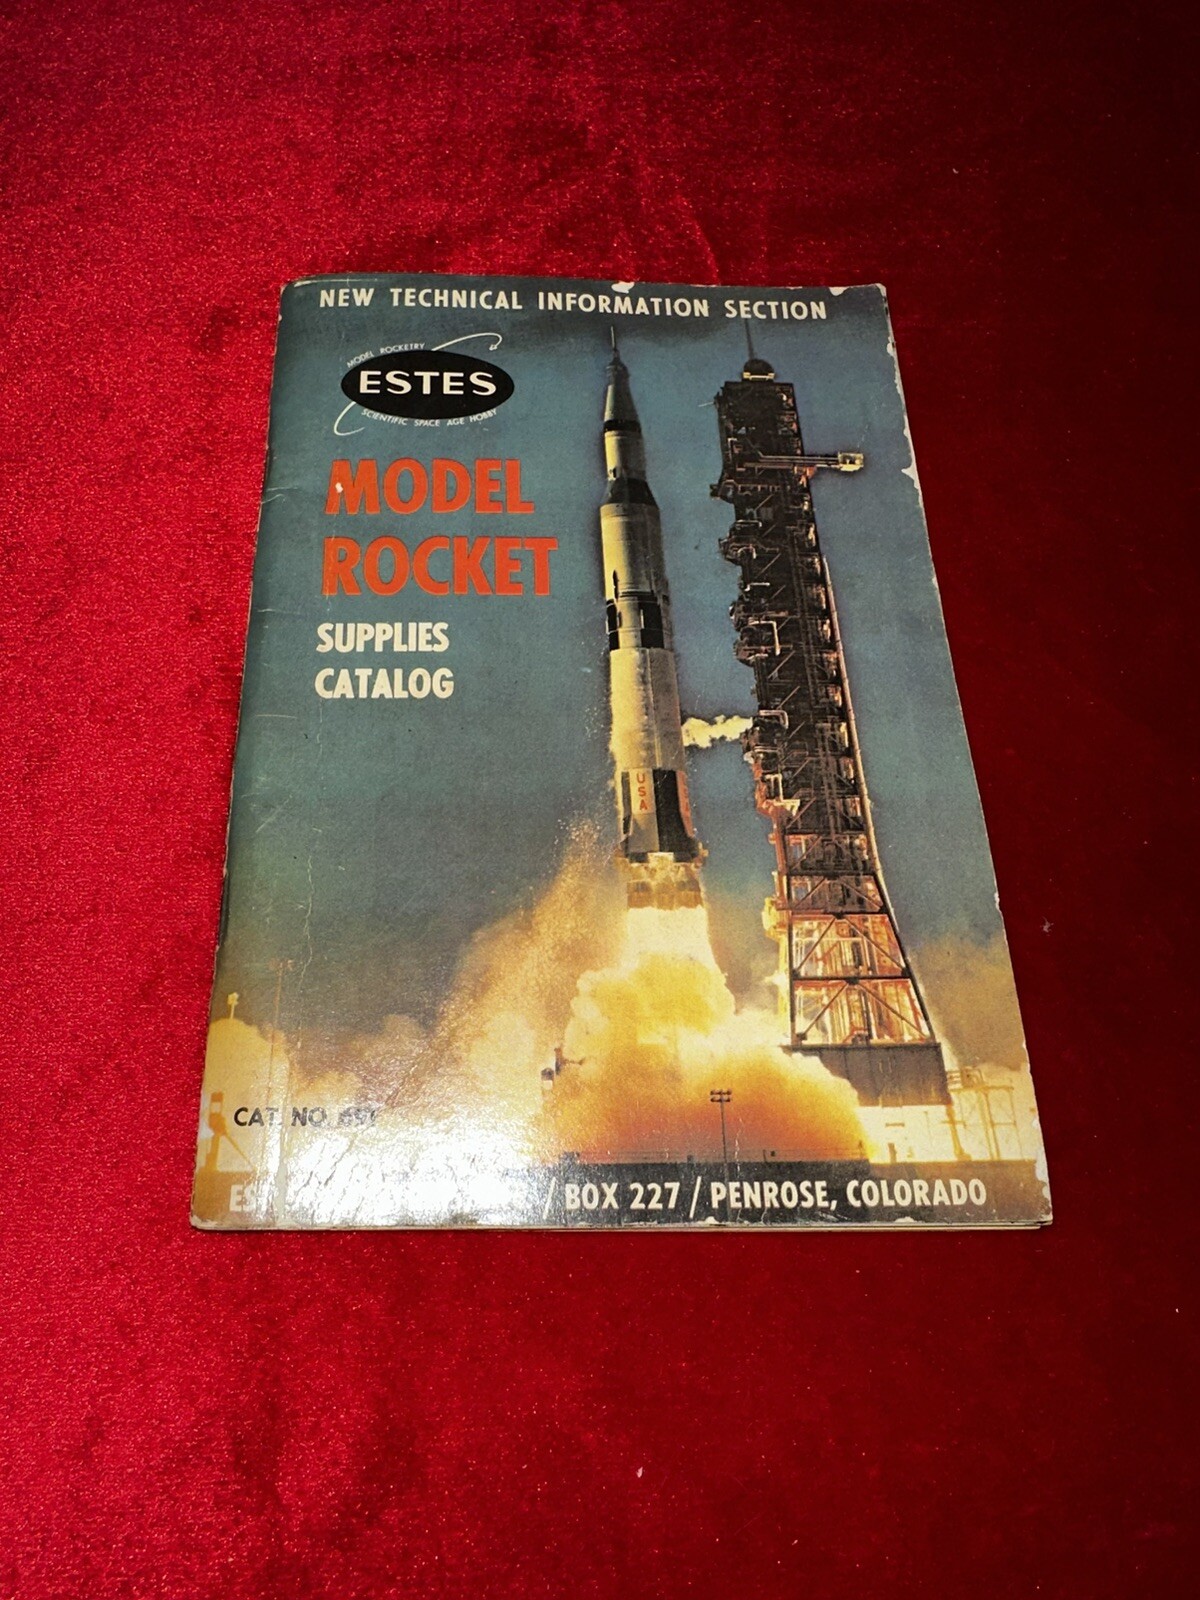 NEW TECHNICAL INFORMATION SECTION
MODEL ROCKETRY
ESTES
SCIENTIFIC SPACE AGE HOBBY
MODEL
ROCKET
SUPPLIES
CATALOG
USA
CAT. NO. 691
/ BOX 227 / PENROSE, COLORADO